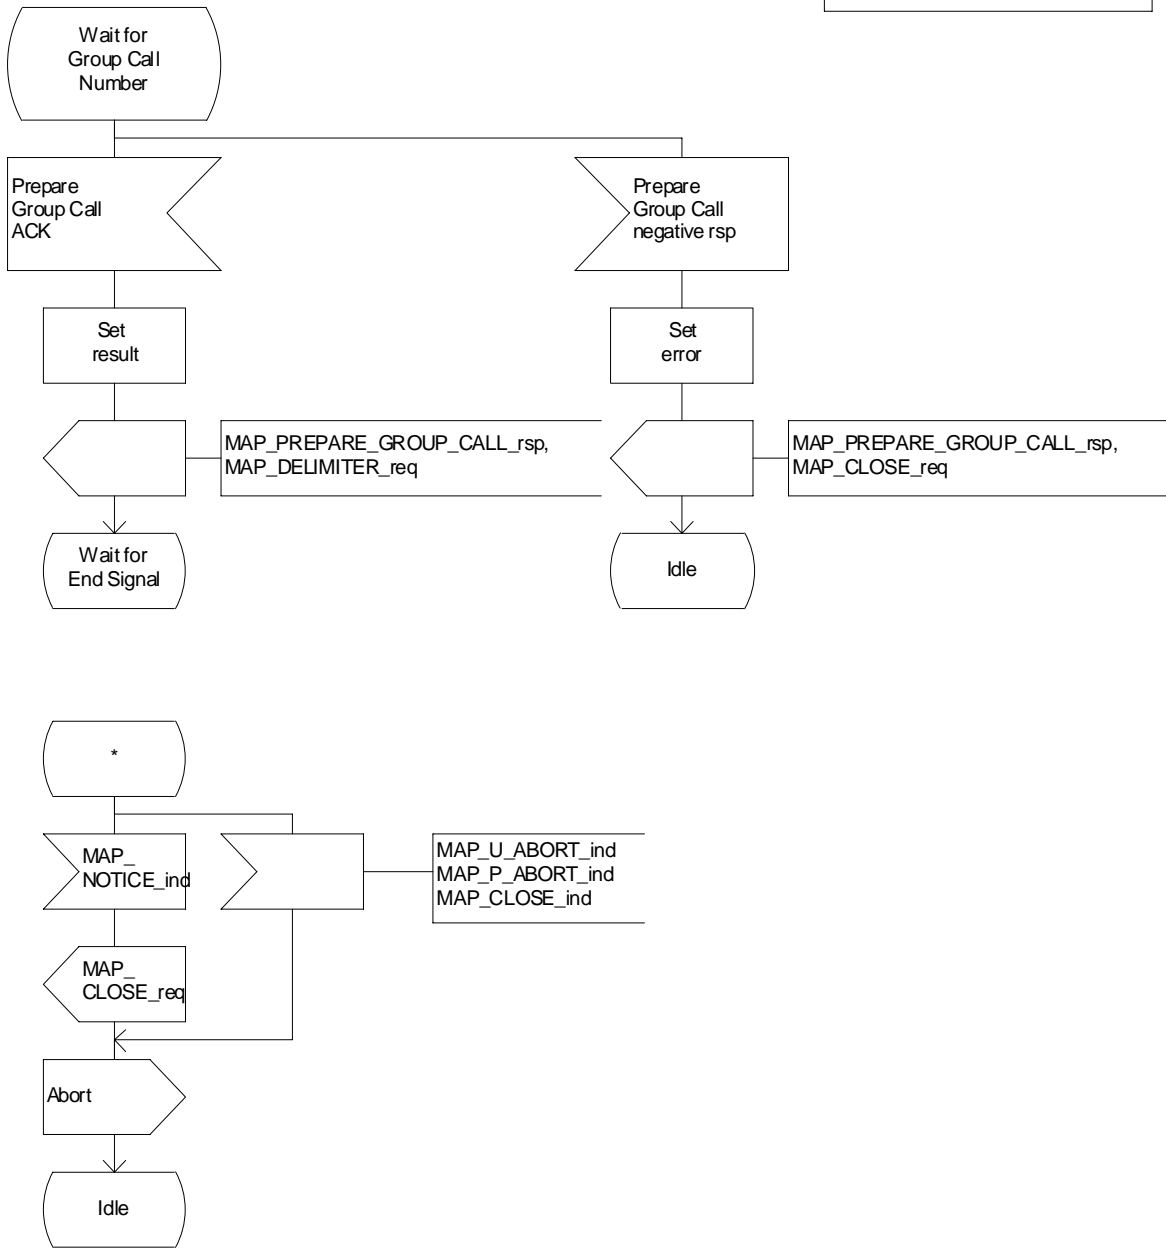 Wait for
Group Call
Number
Prepare
Group Call
ACK
Prepare
Group Call
negative rsp
Set
result
Set
error
MAP_PREPARE_GROUP_CALL_rsp,
MAP_DELIMITER_req
MAP_PREPARE_GROUP_CALL_rsp,
MAP_CLOSE_req
Wait for
End Signal
Idle
*
MAP_
NOTICE_ind
MAP_U_ABORT_ind
MAP_P_ABORT_ind
MAP_CLOSE_ind
MAP_
CLOSE_req
Abort
Idle